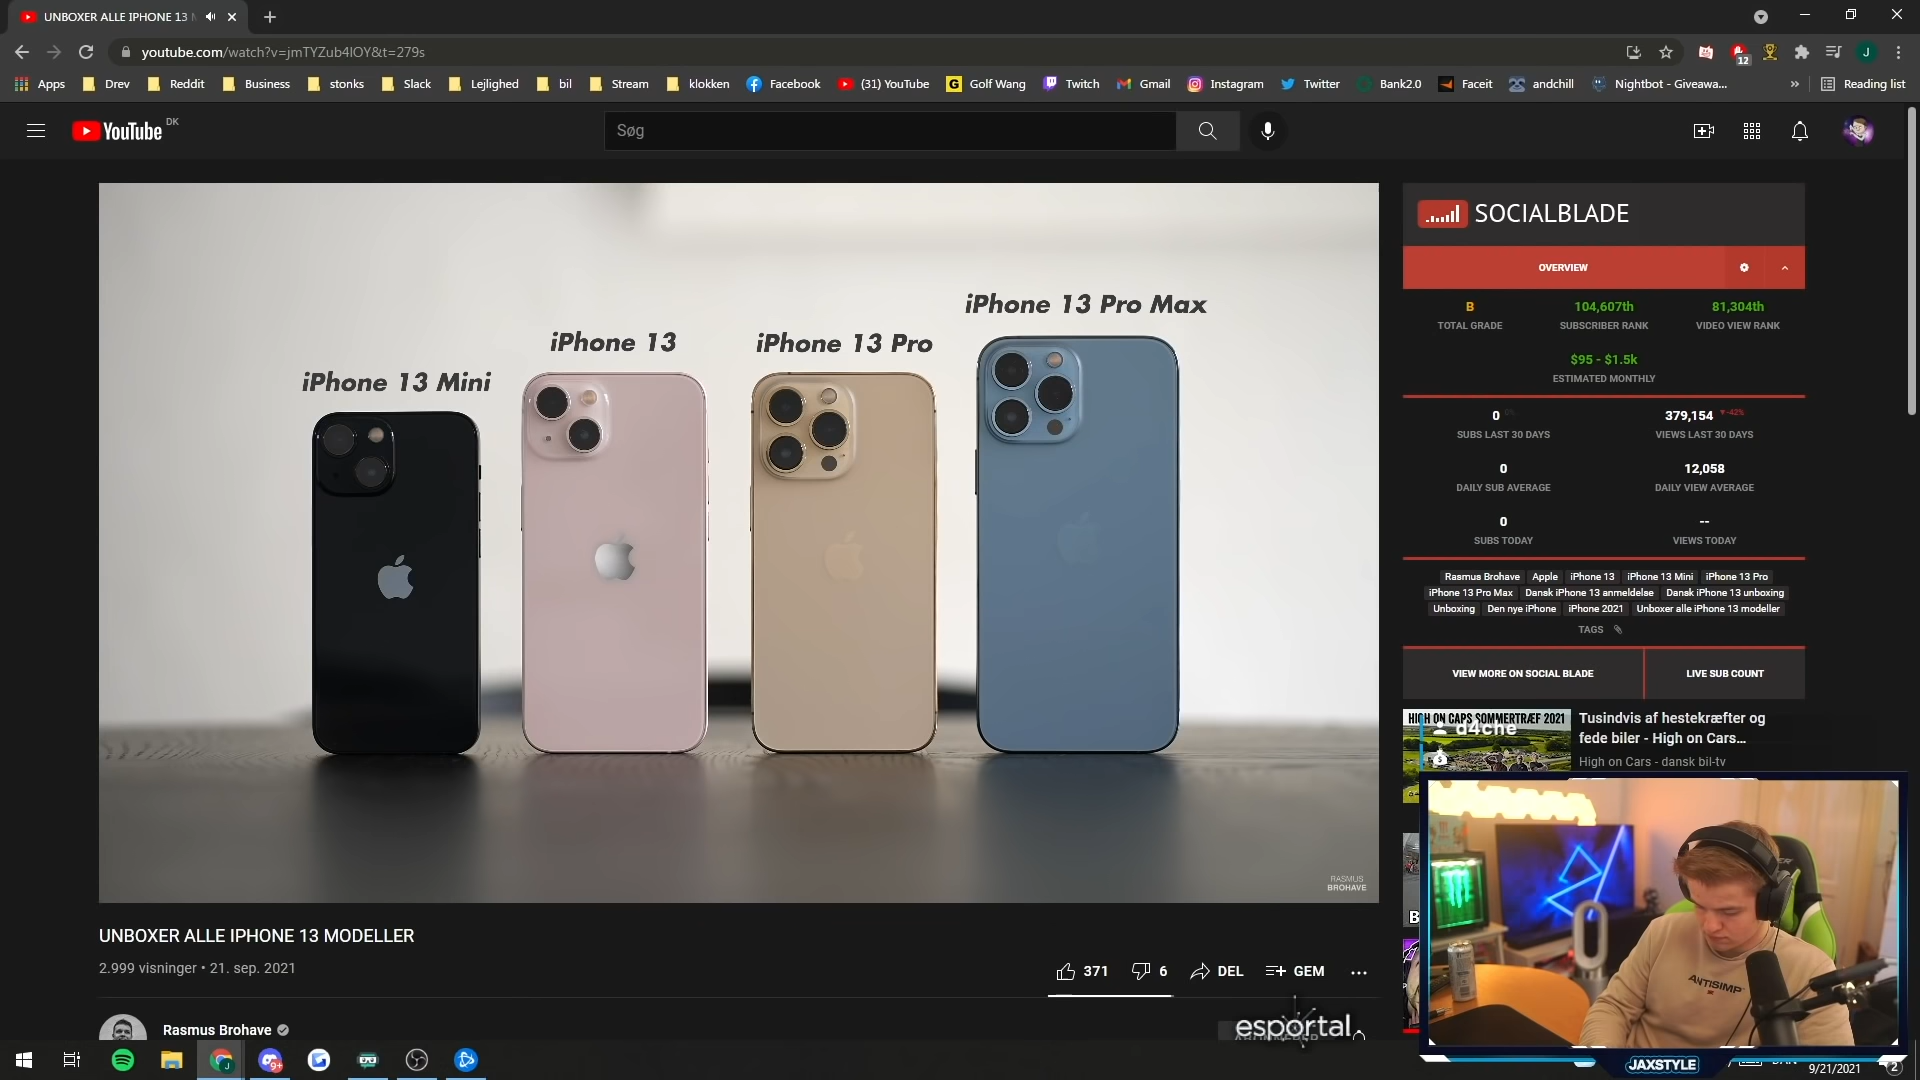 UNBOXER ALLE IPHONE 13
youtube.com/watch?v=jmTYZub4lOY&t=279s
12
J
Apps Drev Reddit Business stonks Slack Lejlighed bil Stream klokken Facebook (31) YouTube Golf Wang Twitch Gmail Instagram Twitter Bank2.0 Faceit andchill Nightbot - Giveawa... » Reading list
YouTube DK
Søg
iPhone 13 Mini
iPhone 13
iPhone 13 Pro
iPhone 13 Pro Max
RASMUS
BROHAVE
SOCIALBLADE
OVERVIEW
B 104,607th 81,304th
TOTAL GRADE SUBSCRIBER RANK VIDEO VIEW RANK
$95 - $1.5k
ESTIMATED MONTHLY
0 0% 379,154 -42%
SUBS LAST 30 DAYS VIEWS LAST 30 DAYS
0 12,058
DAILY SUB AVERAGE DAILY VIEW AVERAGE
0 --
SUBS TODAY VIEWS TODAY
Rasmus Brohave Apple iPhone 13 iPhone 13 Mini iPhone 13 Pro
iPhone 13 Pro Max Dansk iPhone 13 anmeldelse Dansk iPhone 13 unboxing
Unboxing Den nye iPhone iPhone 2021 Unboxer alle iPhone 13 modeller
TAGS
VIEW MORE ON SOCIAL BLADE LIVE SUB COUNT
HIGH ON CARS SOMMERTRÆF 2021
d4che
Tusindvis af hestekræfter og
fede biler - High on Cars...
High on Cars - dansk bil-tv
UNBOXER ALLE IPHONE 13 MODELLER
2.999 visninger • 21. sep. 2021
371 6 DEL GEM
Rasmus Brohave
esportal
ANTISIMP
JAXSTYLE
9+
9/21/2021
2